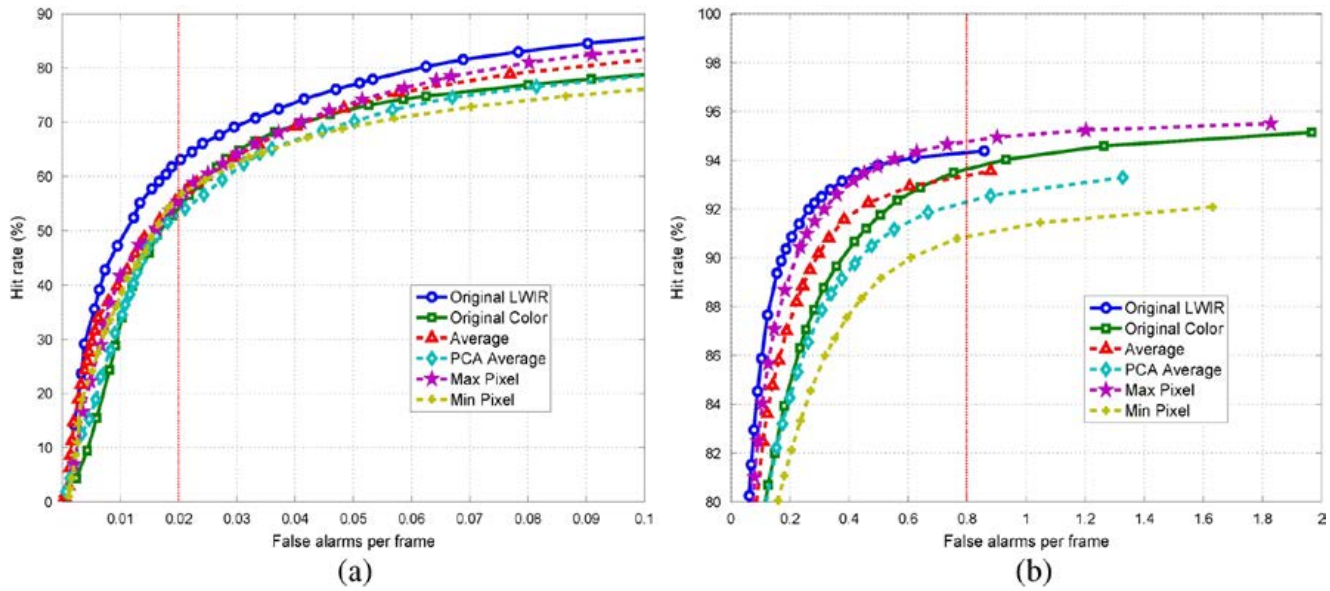 90
80
70
60
50
40
30
20
10
0
Hit rate (%)
Original LWIR
Original Color
Average
PCA Average
Max Pixel
Min Pixel
0.01 0.02 0.03 0.04 0.05 0.06 0.07 0.08 0.09 0.1
False alarms per frame
(a)
100
98
96
94
92
90
88
86
84
82
80
Hit rate (%)
Original LWIR
Original Color
Average
PCA Average
Max Pixel
Min Pixel
0 0.2 0.4 0.6 0.8 1 1.2 1.4 1.6 1.8 2
False alarms per frame
(b)